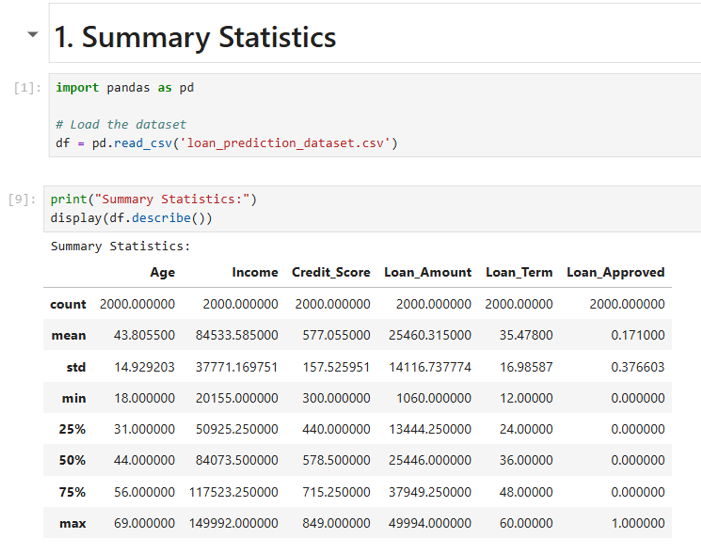 1. Summary Statistics
[1]: import pandas as pd
# Load the dataset
df = pd.read_csv('loan_prediction_dataset.csv')
[9]: print("Summary Statistics:")
display(df.describe())
Summary Statistics:
Age Income Credit_Score Loan_Amount Loan_Term Loan_Approved
count 2000.000000 2000.000000 2000.000000 2000.000000 2000.00000 2000.000000
mean 43.805500 84533.585000 577.055000 25460.315000 35.47800 0.171000
std 14.929203 37771.169751 157.525951 14116.737774 16.98587 0.376603
min 18.000000 20155.000000 300.000000 1060.000000 12.00000 0.000000
25% 31.000000 50925.250000 440.000000 13444.250000 24.00000 0.000000
50% 44.000000 84073.500000 578.500000 25446.000000 36.00000 0.000000
75% 56.000000 117523.250000 715.250000 37949.250000 48.00000 0.000000
max 69.000000 149992.000000 849.000000 49994.000000 60.00000 1.000000